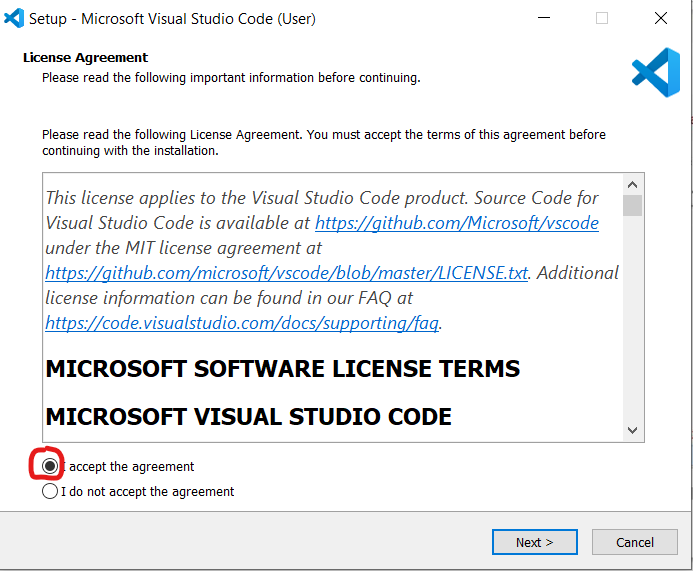 Setup - Microsoft Visual Studio Code (User)
License Agreement
Please read the following important information before continuing.
Please read the following License Agreement. You must accept the terms of this agreement before
continuing with the installation.
This license applies to the Visual Studio Code product. Source Code for
Visual Studio Code is available at https://github.com/Microsoft/vscode
under the MIT license agreement at
https://github.com/microsoft/vscode/blob/master/LICENSE.txt. Additional
license information can be found in our FAQ at
https://code.visualstudio.com/docs/supporting/faq.
MICROSOFT SOFTWARE LICENSE TERMS
MICROSOFT VISUAL STUDIO CODE
I accept the agreement
I do not accept the agreement
Next >
Cancel